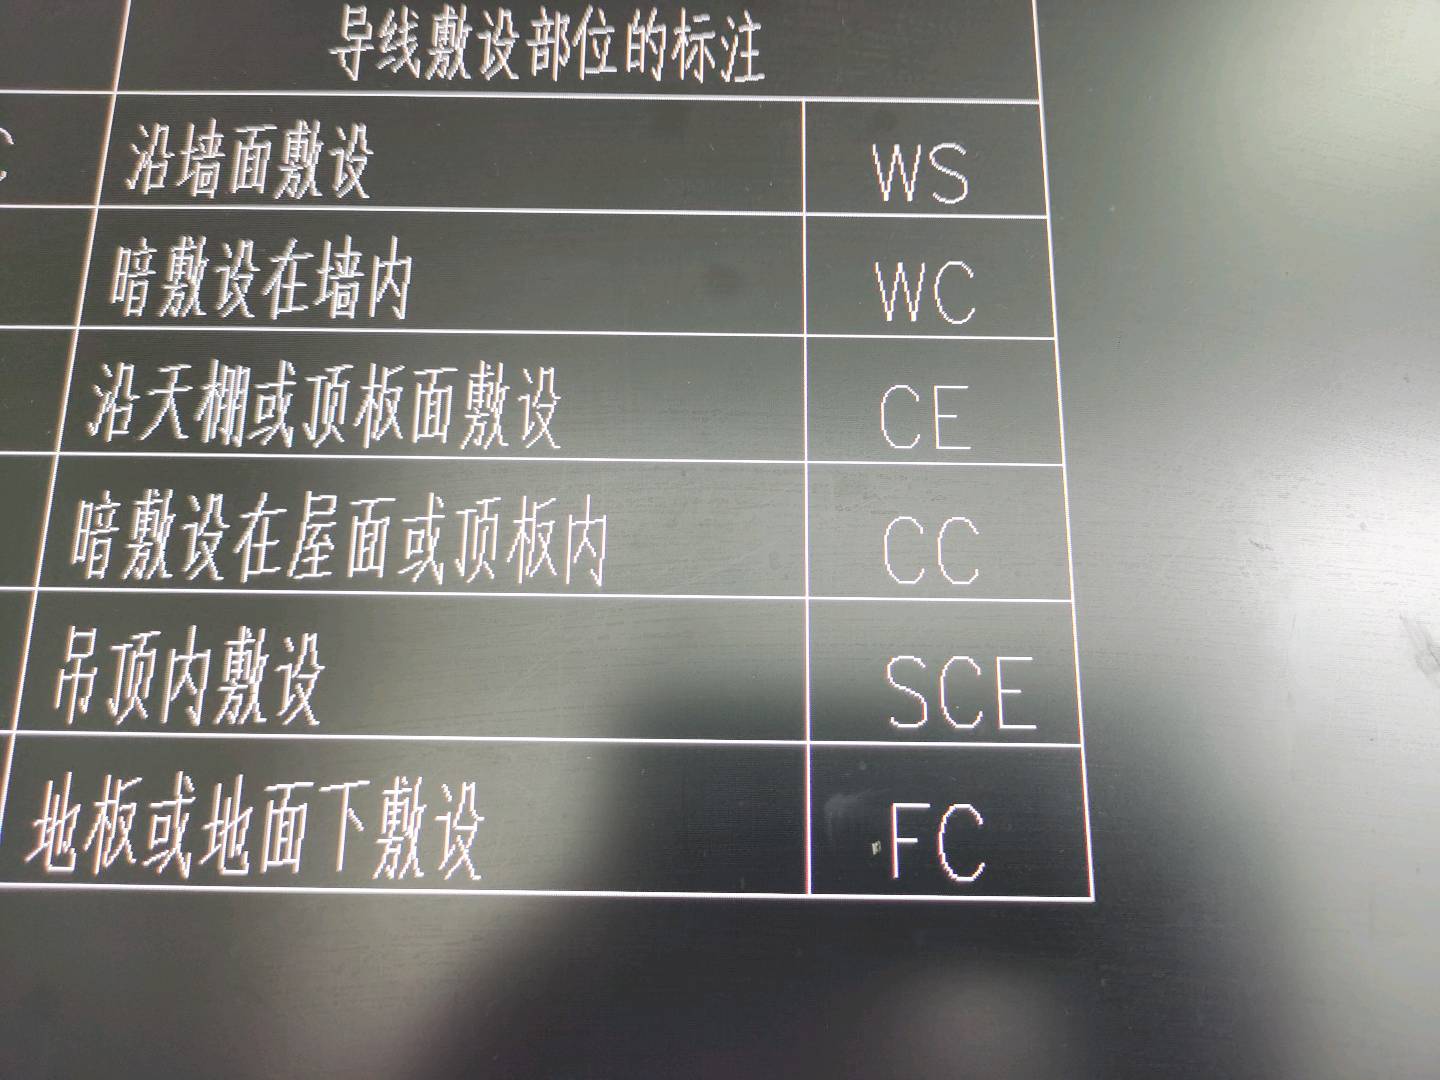 导线敷设部位的标注
沿墙面敷设 WS
暗敷设在墙内 WC
沿天棚或顶板面敷设 CE
暗敷设在屋面或顶板内 CC
吊顶内敷设 SCE
地板或地面下敷设 FC